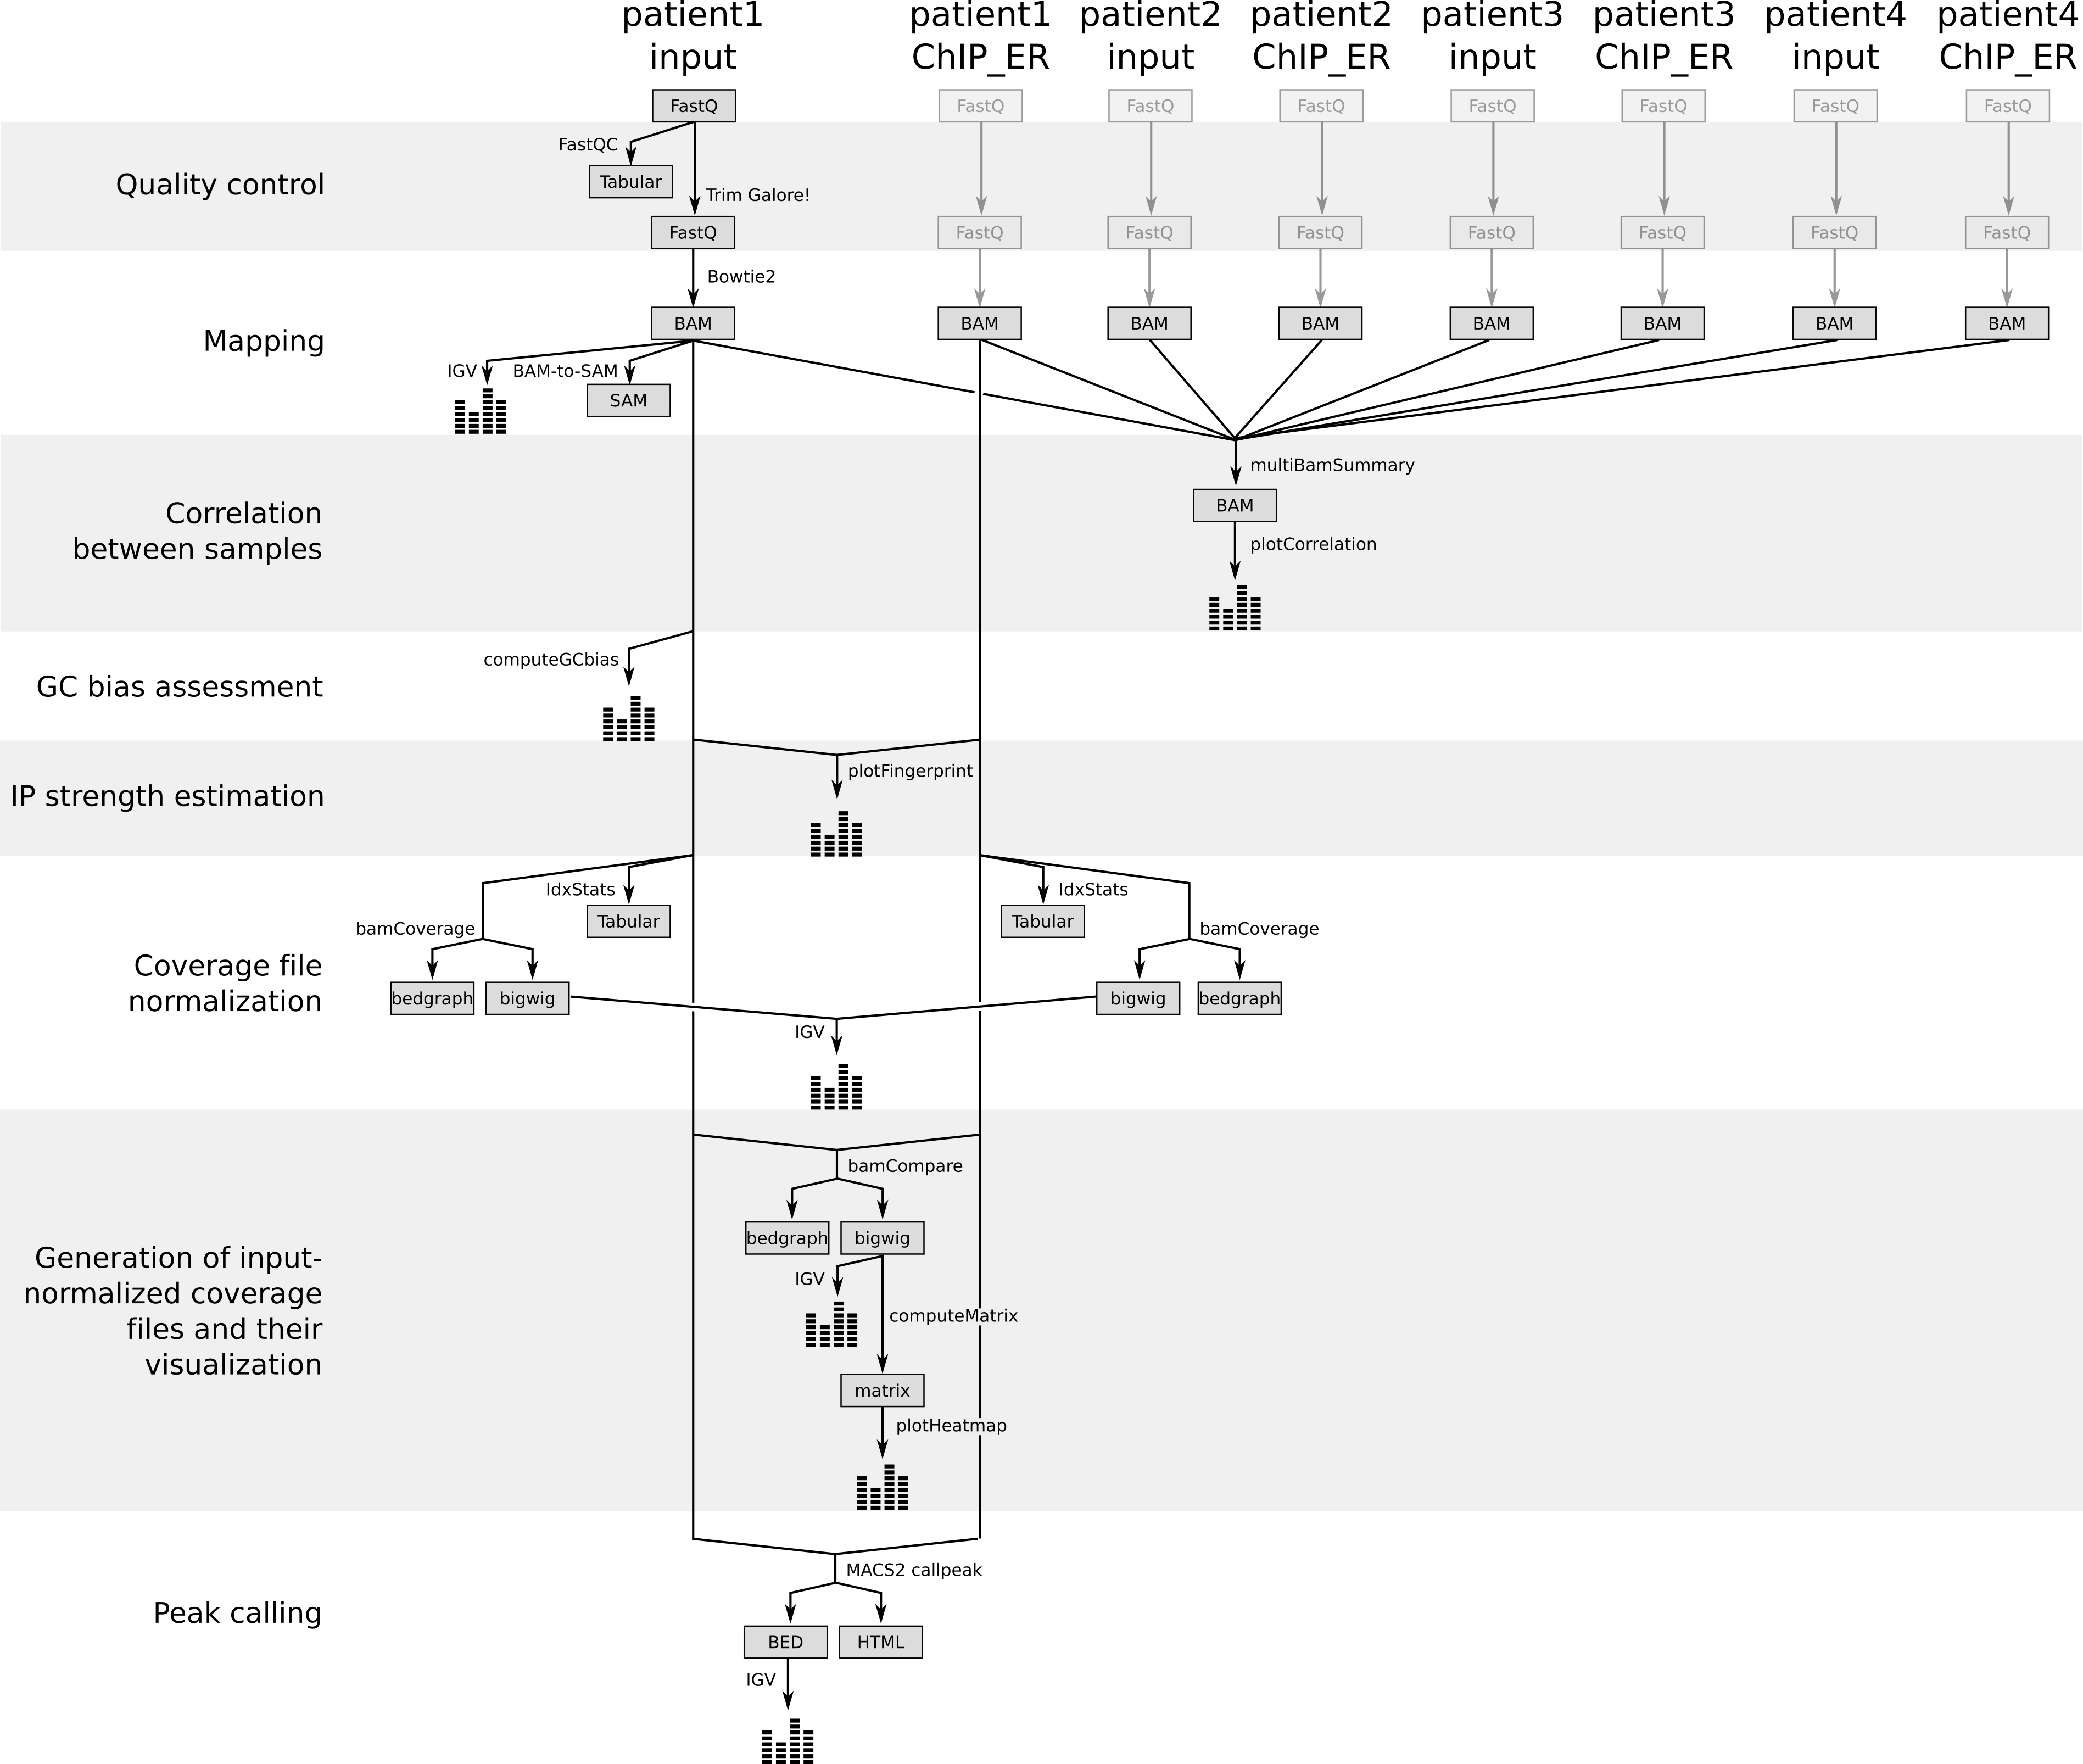 patient1
input
patient1
ChIP_ER
patient2
input
patient2
ChIP_ER
patient3
input
patient3
ChIP_ER
patient4
input
patient4
ChIP_ER
FastQ
FastQ
FastQ
FastQ
FastQ
FastQ
FastQ
FastQ
Quality control
FastQC
Tabular
Trim Galore!
FastQ
FastQ
FastQ
FastQ
FastQ
FastQ
FastQ
FastQ
Mapping
Bowtie2
BAM
BAM
BAM
BAM
BAM
BAM
BAM
BAM
IGV
BAM-to-SAM
SAM
Correlation
between samples
multiBamSummary
BAM
plotCorrelation
GC bias assessment
computeGCbias
IP strength estimation
plotFingerprint
Coverage file
normalization
IdxStats
Tabular
bamCoverage
bedgraph
bigwig
IdxStats
Tabular
bamCoverage
bigwig
bedgraph
IGV
Generation of input-
normalized coverage
files and their
visualization
bamCompare
bedgraph
bigwig
IGV
computeMatrix
matrix
plotHeatmap
Peak calling
MACS2 callpeak
BED
HTML
IGV